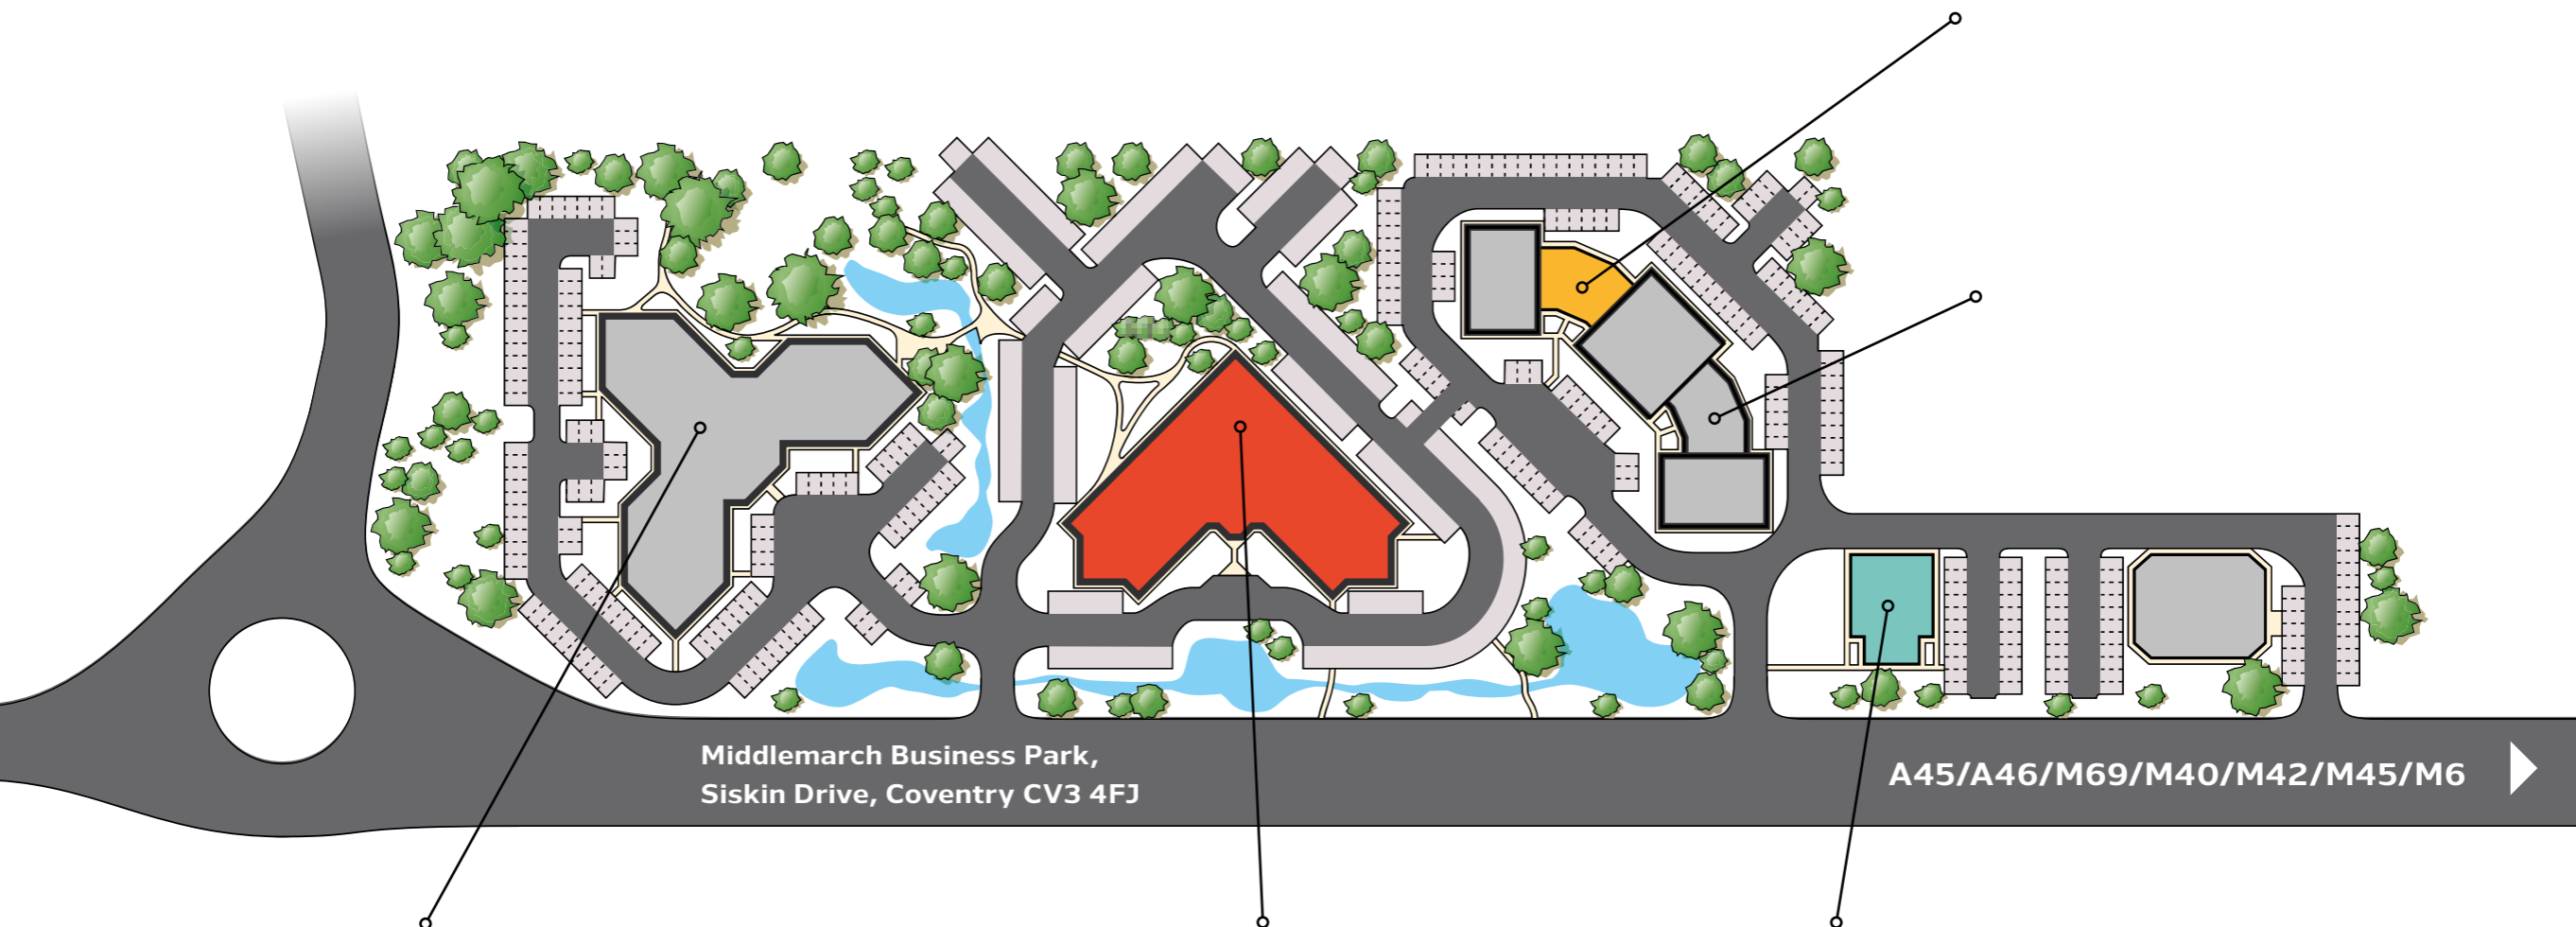 Middlemarch Business Park,
Siskin Drive, Coventry CV3 4FJ
A45/A46/M69/M40/M42/M45/M6